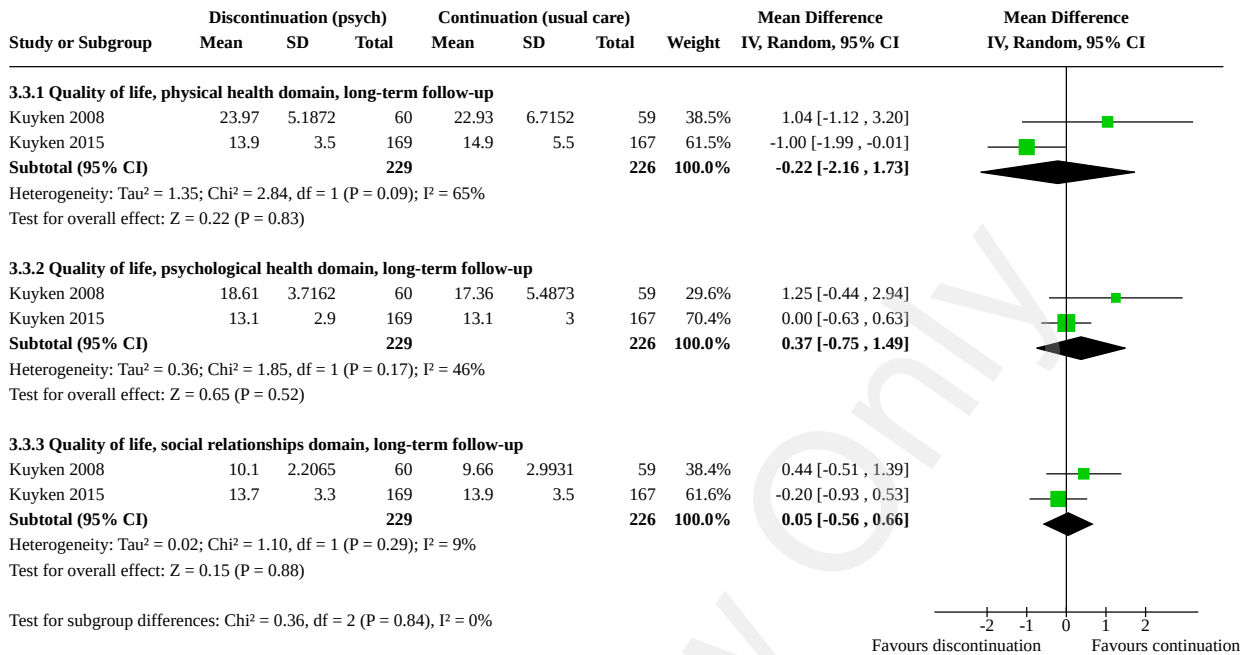 Discontinuation (psych) Continuation (usual care) Mean Difference Mean Difference
Study or Subgroup Mean SD Total Mean SD Total Weight IV, Random, 95% CI IV, Random, 95% CI
3.3.1 Quality of life, physical health domain, long-term follow-up
Kuyken 2008 23.97 5.1872 60 22.93 6.7152 59 38.5% 1.04 [-1.12 , 3.20]
Kuyken 2015 13.9 3.5 169 14.9 5.5 167 61.5% -1.00 [-1.99 , -0.01]
Subtotal (95% CI) 229 226 100.0% -0.22 [-2.16 , 1.73]
Heterogeneity: Tau² = 1.35; Chi² = 2.84, df = 1 (P = 0.09); I² = 65%
Test for overall effect: Z = 0.22 (P = 0.83)
3.3.2 Quality of life, psychological health domain, long-term follow-up
Kuyken 2008 18.61 3.7162 60 17.36 5.4873 59 29.6% 1.25 [-0.44 , 2.94]
Kuyken 2015 13.1 2.9 169 13.1 3 167 70.4% 0.00 [-0.63 , 0.63]
Subtotal (95% CI) 229 226 100.0% 0.37 [-0.75 , 1.49]
Heterogeneity: Tau² = 0.36; Chi² = 1.85, df = 1 (P = 0.17); I² = 46%
Test for overall effect: Z = 0.65 (P = 0.52)
3.3.3 Quality of life, social relationships domain, long-term follow-up
Kuyken 2008 10.1 2.2065 60 9.66 2.9931 59 38.4% 0.44 [-0.51 , 1.39]
Kuyken 2015 13.7 3.3 169 13.9 3.5 167 61.6% -0.20 [-0.93 , 0.53]
Subtotal (95% CI) 229 226 100.0% 0.05 [-0.56 , 0.66]
Heterogeneity: Tau² = 0.02; Chi² = 1.10, df = 1 (P = 0.29); I² = 9%
Test for overall effect: Z = 0.15 (P = 0.88)
Test for subgroup differences: Chi² = 0.36, df = 2 (P = 0.84), I² = 0%
-2 -1 0 1 2
Favours discontinuation Favours continuation
Only